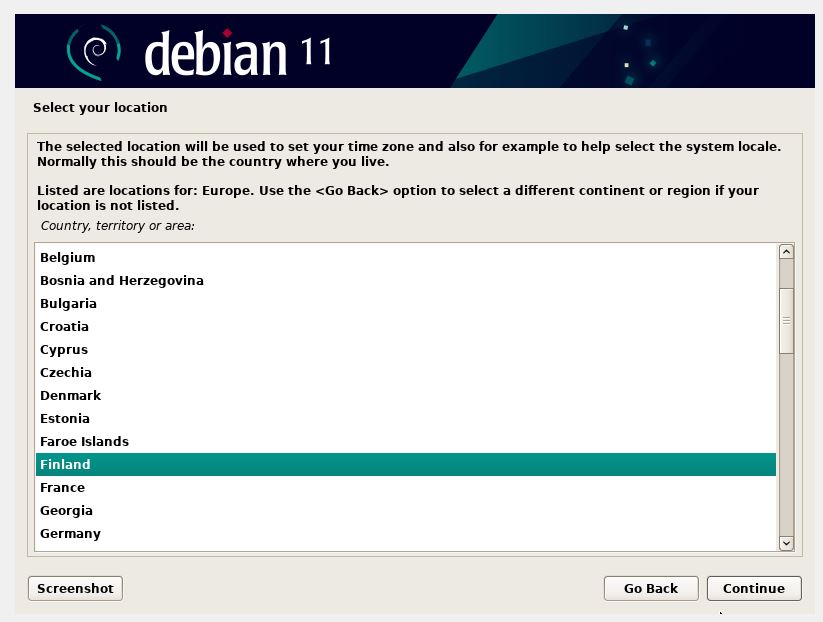 debian 11
Select your location
The selected location will be used to set your time zone and also for example to help select the system locale.
Normally this should be the country where you live.
Listed are locations for: Europe. Use the <Go Back> option to select a different continent or region if your
location is not listed.
Country, territory or area:
Belgium
Bosnia and Herzegovina
Bulgaria
Croatia
Cyprus
Czechia
Denmark
Estonia
Faroe Islands
Finland
France
Georgia
Germany
Screenshot
Go Back
Continue